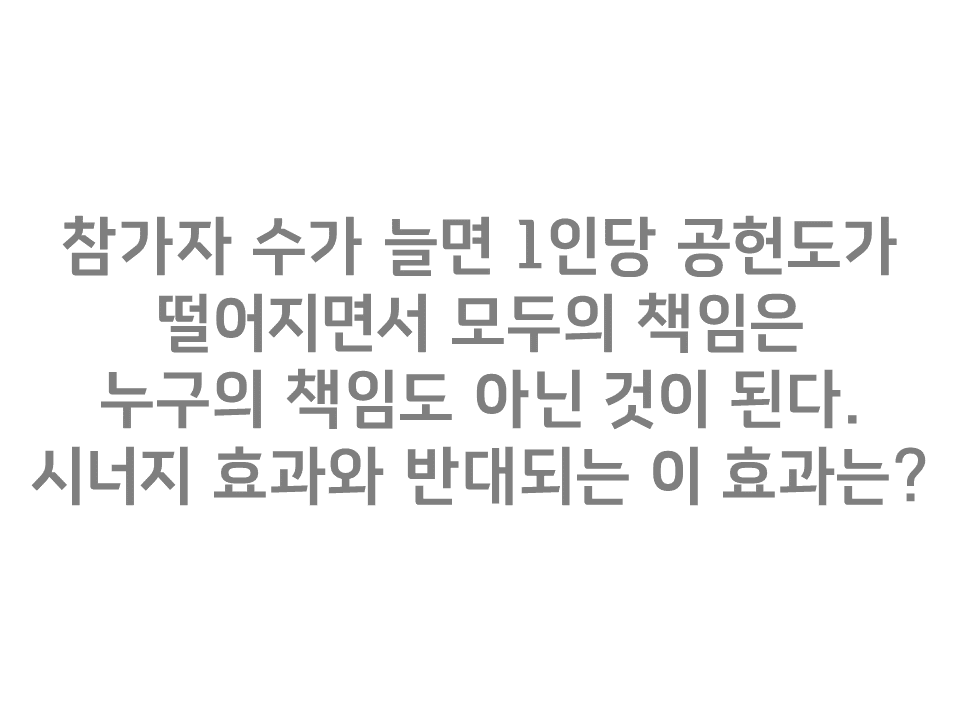 참가자 수가 늘면 1인당 공헌도가
떨어지면서 모두의 책임은
누구의 책임도 아닌 것이 된다.
시너지 효과와 반대되는 이 효과는?